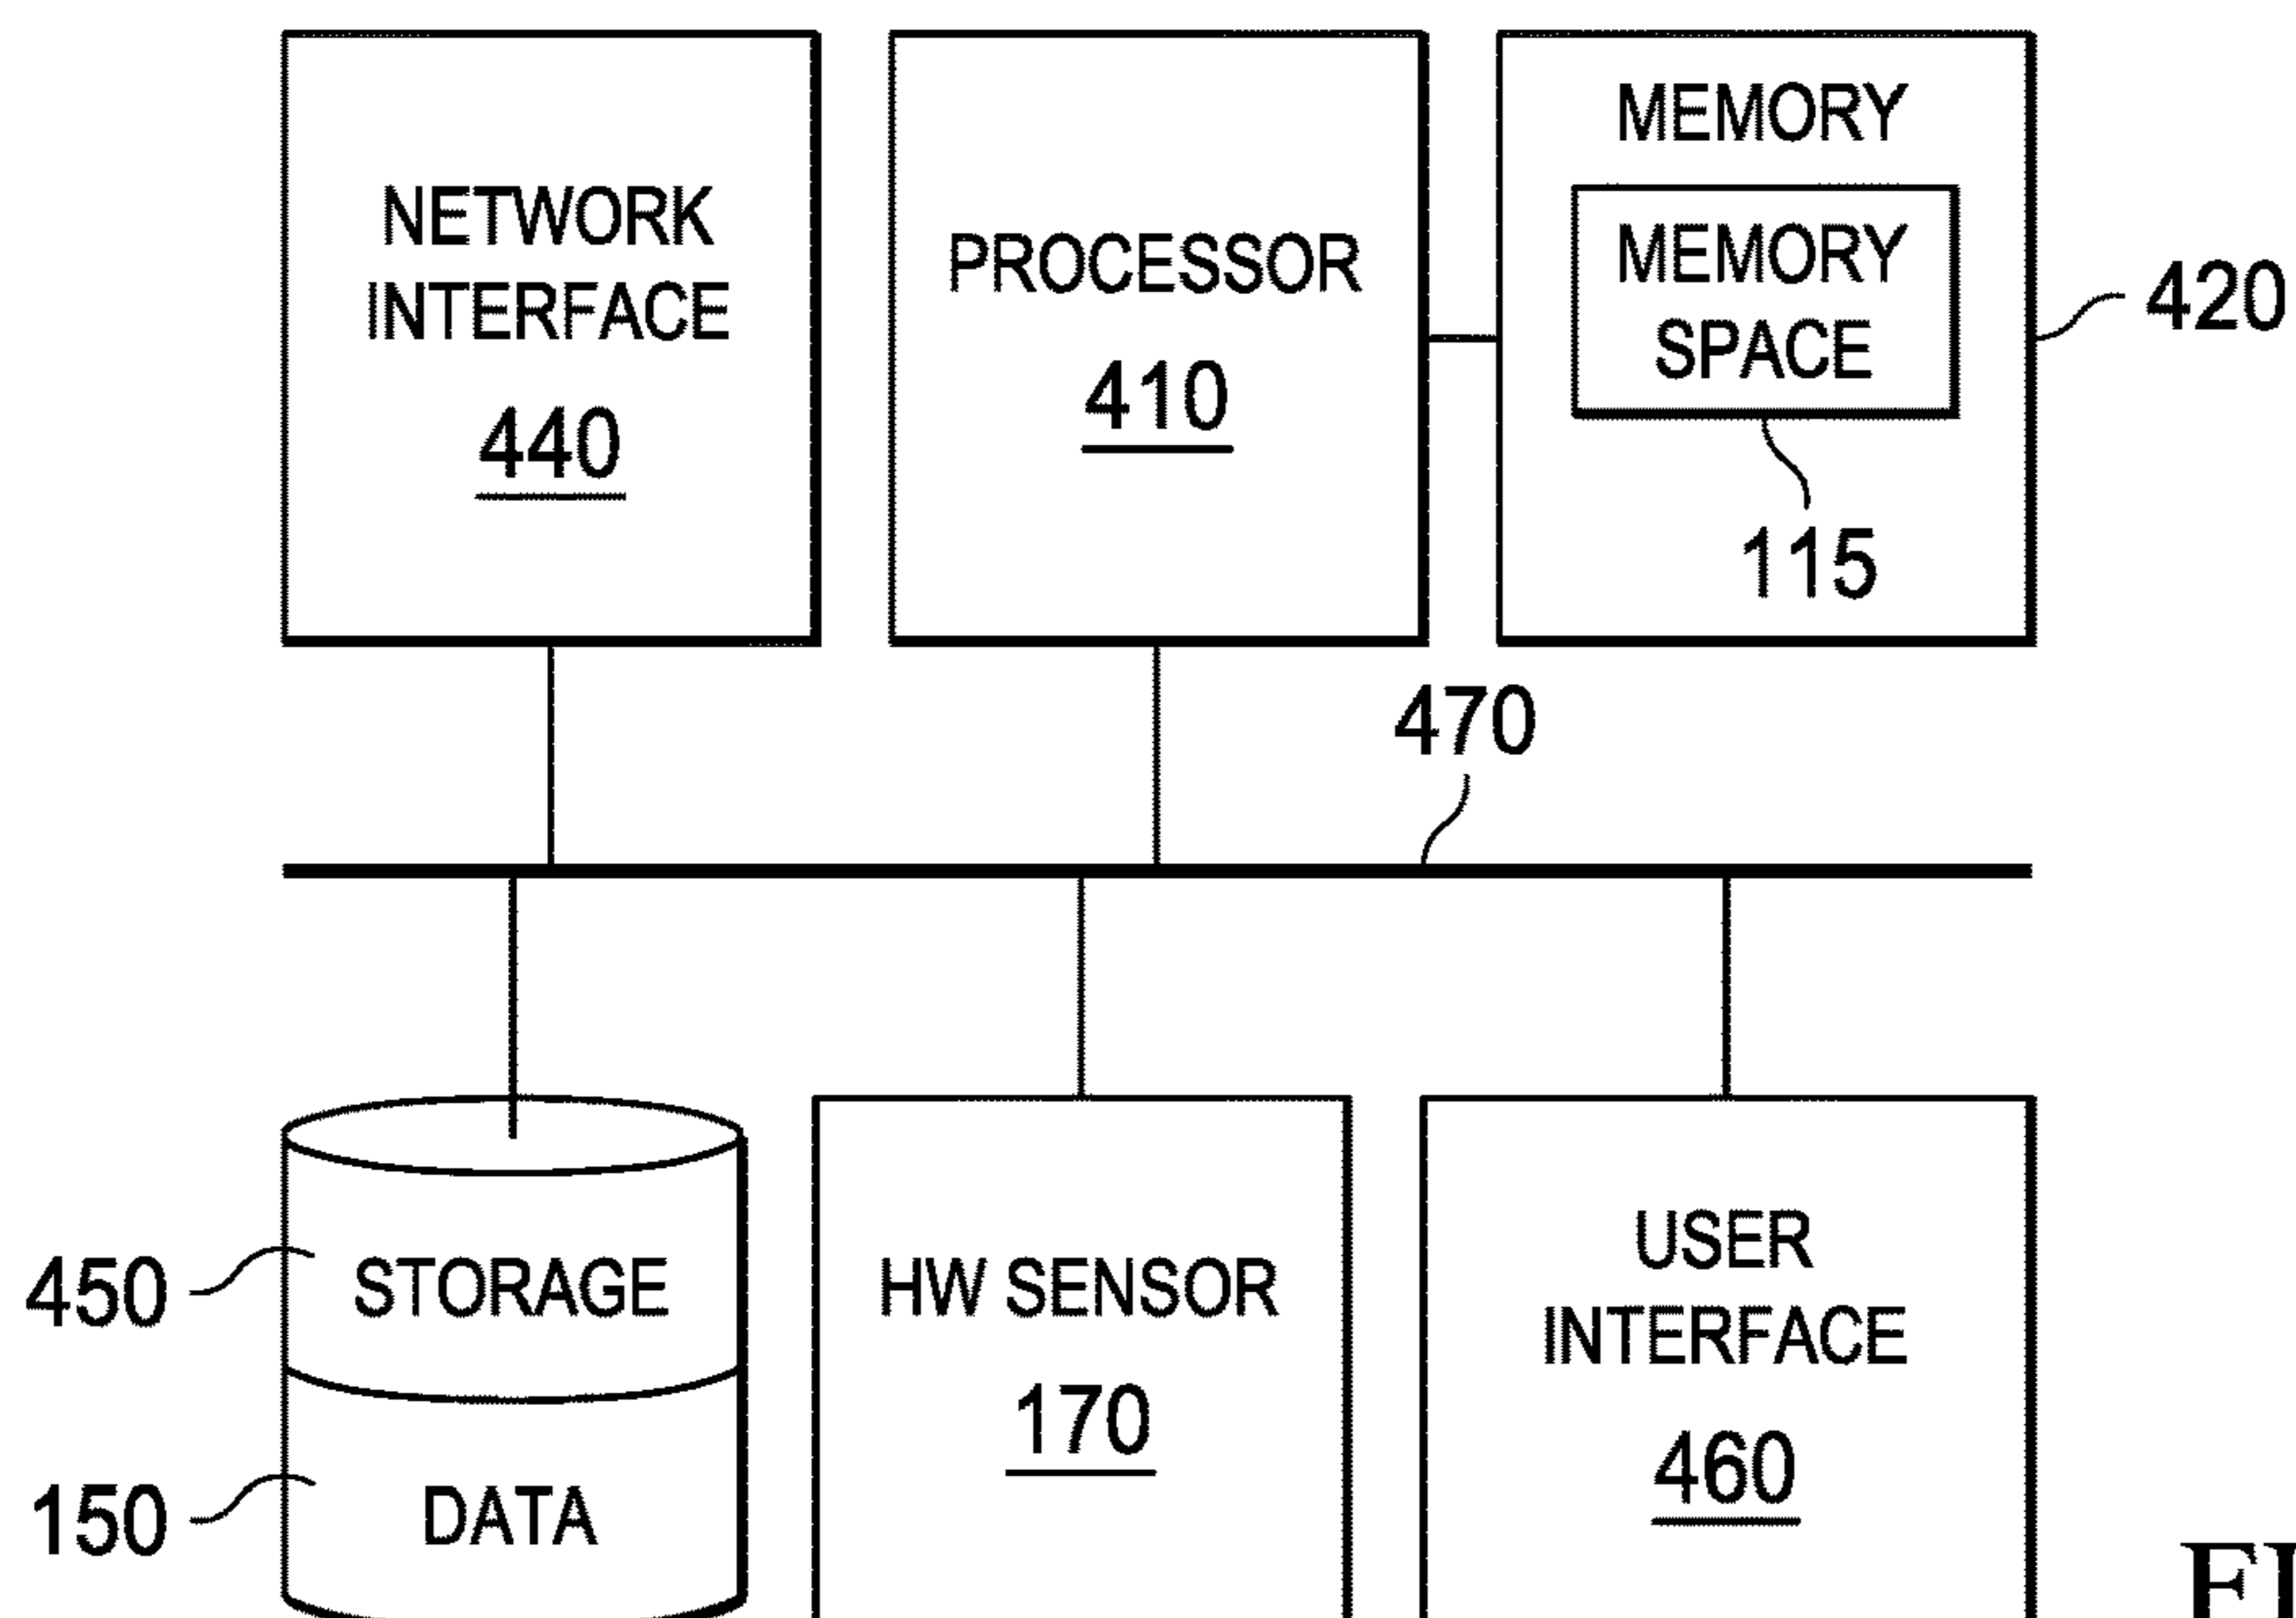 NETWORK
INTERFACE
440
PROCESSOR
410
MEMORY
MEMORY
SPACE
115
420
470
450
STORAGE
150
DATA
HW SENSOR
170
USER
INTERFACE
460